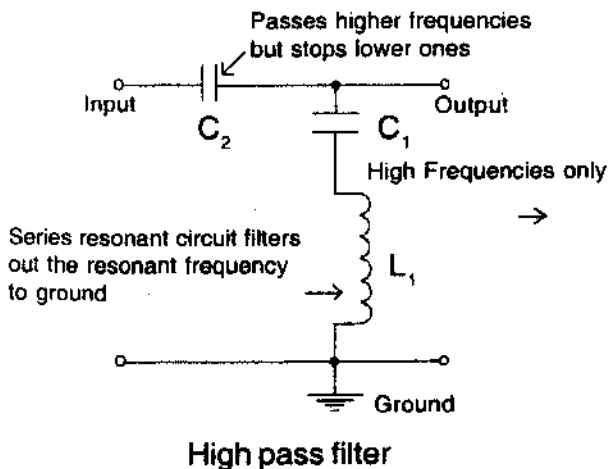 Passes higher frequencies
but stops lower ones
Input
C2
C1
Output
High Frequencies only
Series resonant circuit filters
out the resonant frequency
to ground
L1
Ground
High pass filter